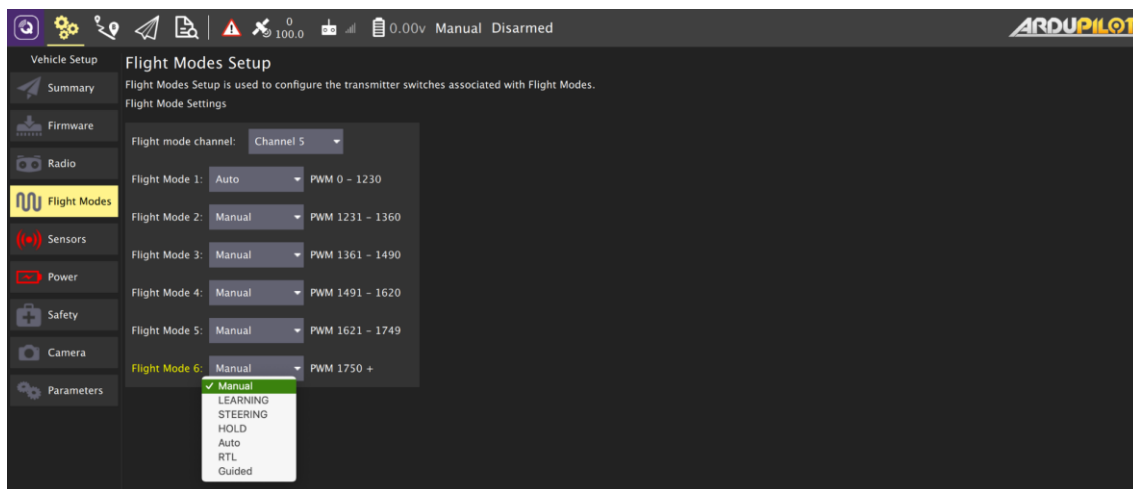 0
100.0
0.00v Manual Disarmed
ARDUPILOT
Vehicle Setup
Summary
Firmware
Radio
Flight Modes
Sensors
Power
Safety
Camera
Parameters
Flight Modes Setup
Flight Modes Setup is used to configure the transmitter switches associated with Flight Modes.
Flight Mode Settings
Flight mode channel: Channel 5
Flight Mode 1: Auto PWM 0 - 1230
Flight Mode 2: Manual PWM 1231 - 1360
Flight Mode 3: Manual PWM 1361 - 1490
Flight Mode 4: Manual PWM 1491 - 1620
Flight Mode 5: Manual PWM 1621 - 1749
Flight Mode 6: Manual PWM 1750 +
✓ Manual
LEARNING
STEERING
HOLD
Auto
RTL
Guided